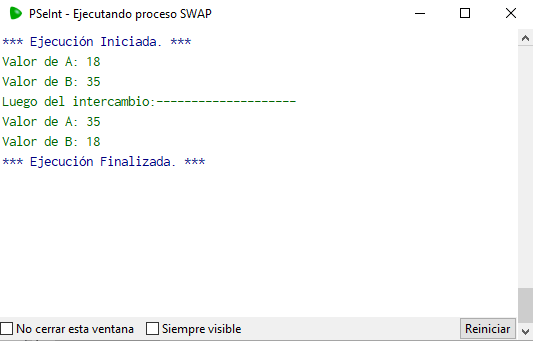 PSeInt - Ejecutando proceso SWAP
*** Ejecución Iniciada. ***
Valor de A: 18
Valor de B: 35
Luego del intercambio:--------------------
Valor de A: 35
Valor de B: 18
*** Ejecución Finalizada. ***
No cerrar esta ventana Siempre visible Reiniciar